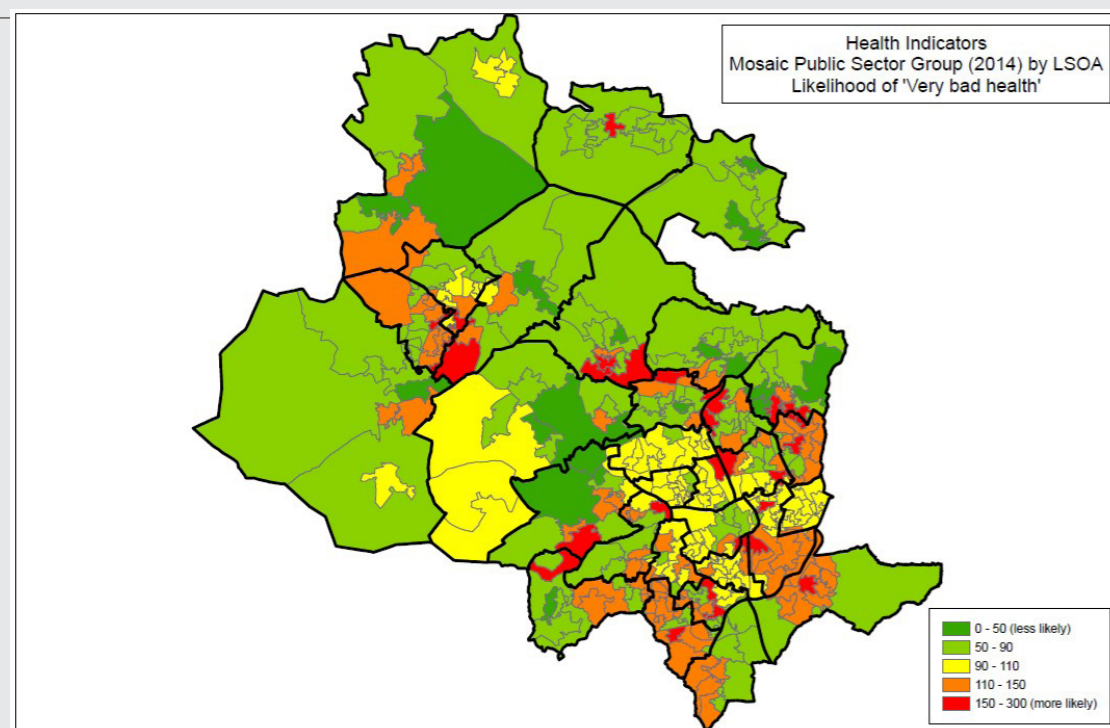 Health Indicators
Mosaic Public Sector Group (2014) by LSOA
Likelihood of 'Very bad health'
0 - 50 (less likely)
50 - 90
90 - 110
110 - 150
150 - 300 (more likely)